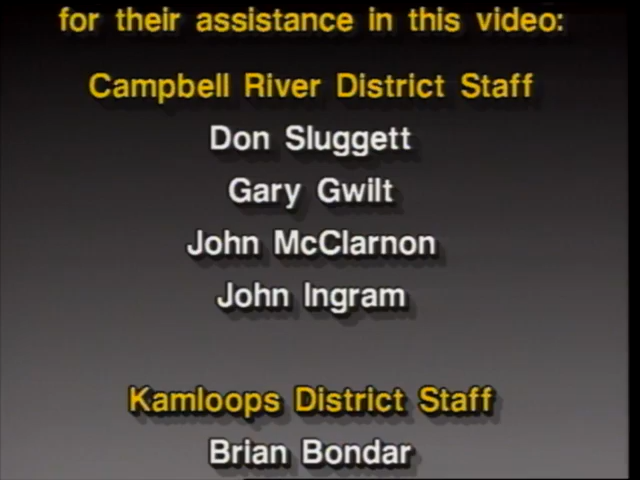 for their assistance in this video:
Campbell River District Staff
Don Sluggett
Gary Gwilt
John McClarnon
John Ingram
Kamloops District Staff
Brian Bondar